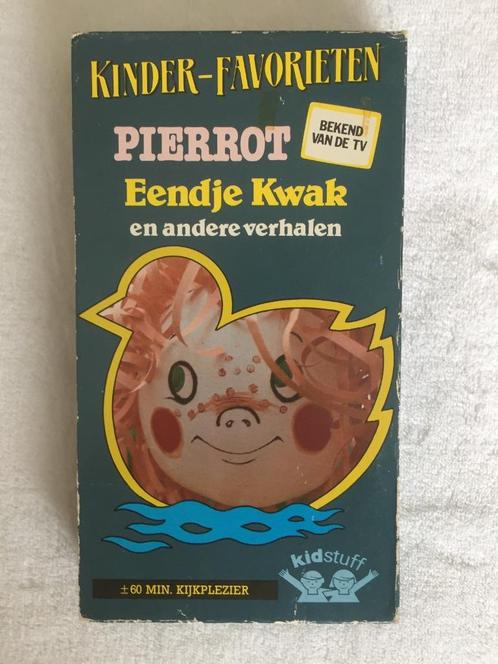 KINDER-FAVORIETEN
PIERROT
BEKEND
VAN DE TV
Eendje Kwak
en andere verhalen
kidstuff
± 60 MIN. KIJKPLEZIER